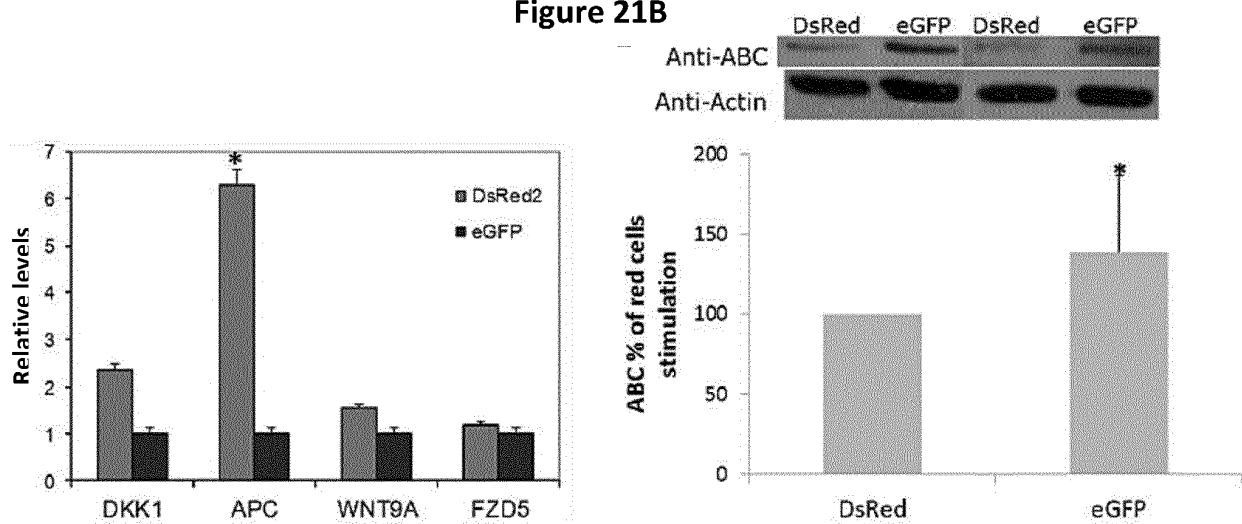 Figure 21B
DsRed eGFP DsRed eGFP
Anti-ABC
Anti-Actin
Relative levels
7
6
5
4
3
2
1
0
*
DsRed2
eGFP
DKK1 APC WNT9A FZD5
ABC % of red cells
stimulation
200
150
100
50
0
*
DsRed eGFP